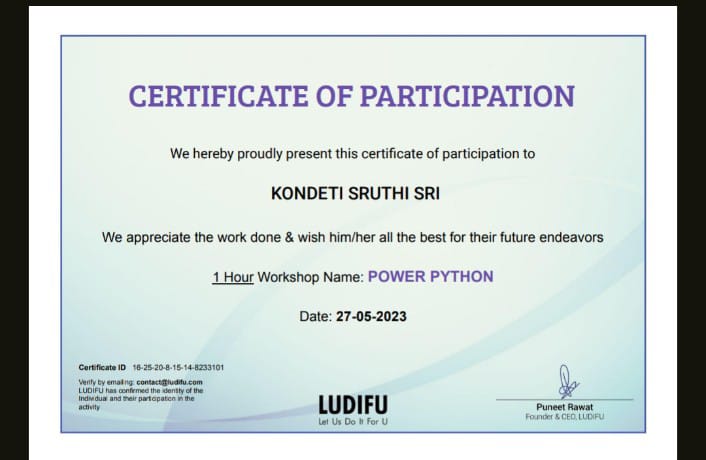 CERTIFICATE OF PARTICIPATION
We hereby proudly present this certificate of participation to
KONDETI SRUTHI SRI
We appreciate the work done & wish him/her all the best for their future endeavors
1 Hour Workshop Name: POWER PYTHON
Date: 27-05-2023
Certificate ID 16-25-20-8-15-14-8233101
Verify by emailing: contact@ludifu.com
LUDIFU has confirmed the identity of the
Individual and their participation in the
activity
LUDIFU
Let Us Do It For U
Puneet Rawat
Founder & CEO, LUDIFU